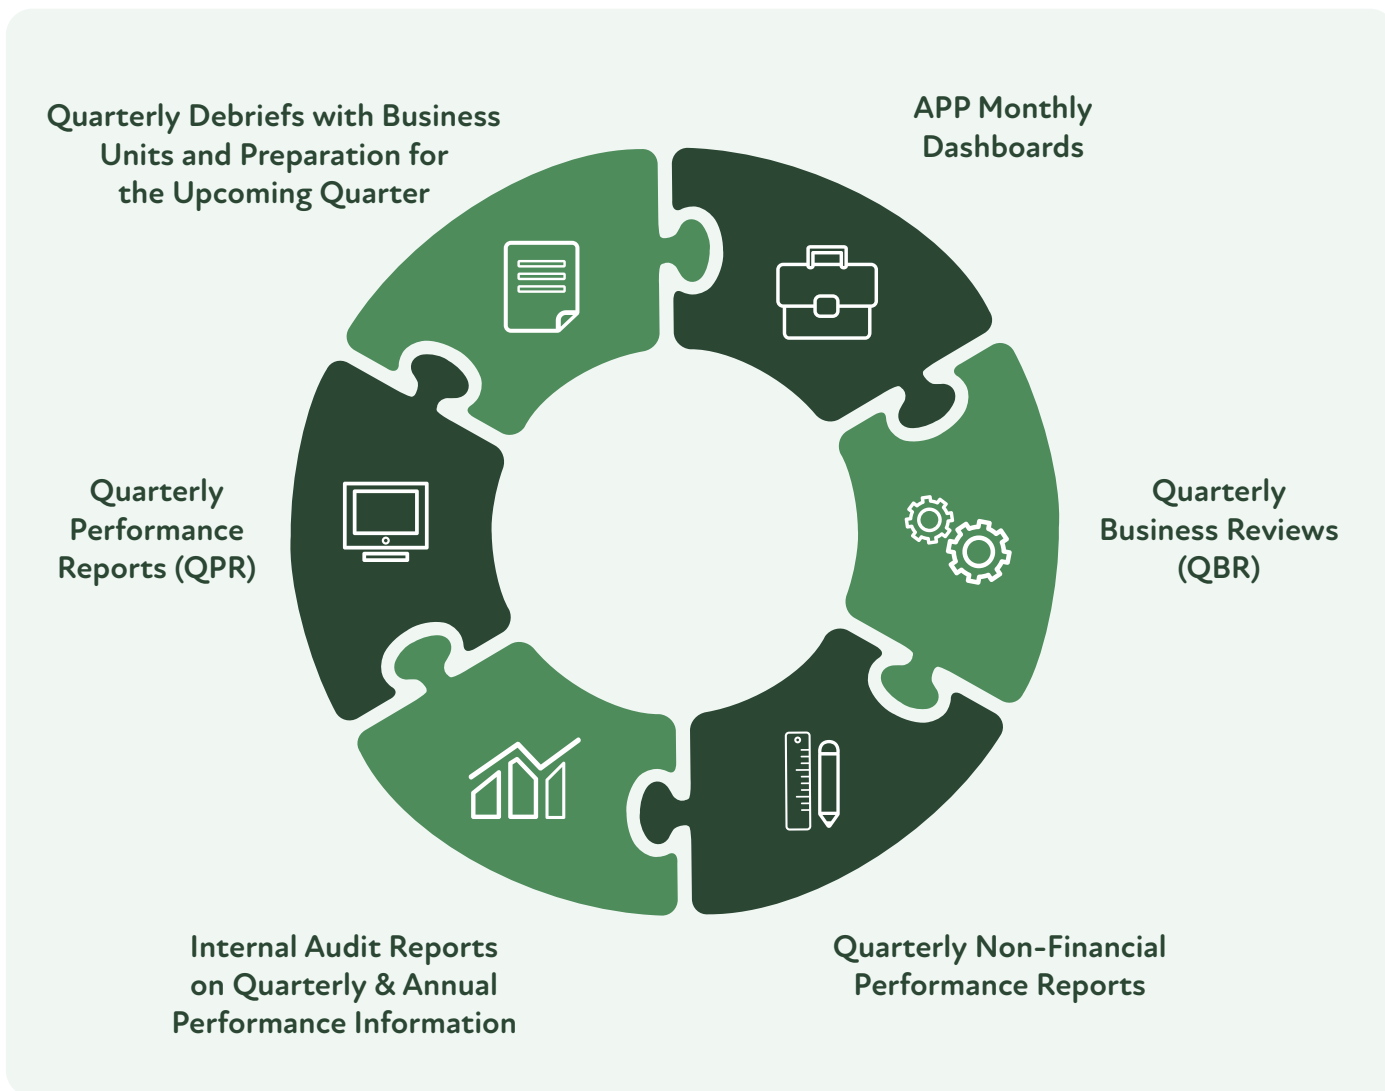 Quarterly Debriefs with Business
Units and Preparation for
the Upcoming Quarter
APP Monthly
Dashboards
Quarterly
Performance
Reports (QPR)
Quarterly
Business Reviews
(QBR)
Internal Audit Reports
on Quarterly & Annual
Performance Information
Quarterly Non-Financial
Performance Reports